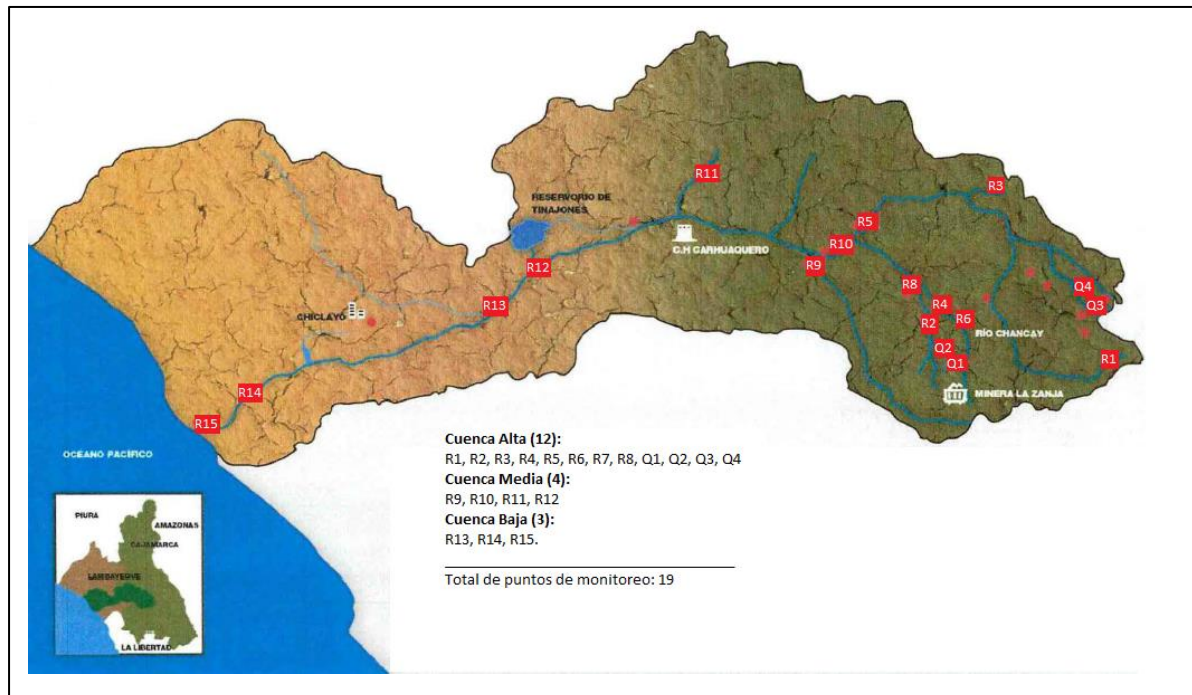 R11
R3
RESERVORIO DE
TINAJONES
R5
C.H CARHUAQUERO
R10
R12
R9
R8
Q4
R13
R4
Q3
CHICLAYO
R2
R6
RÍO CHANCAY
Q2
Q1
R1
R14
MINERA LA ZANJA
R15
OCEANO PACÍFICO
Cuenca Alta (12):
R1, R2, R3, R4, R5, R6, R7, R8, Q1, Q2, Q3, Q4
Cuenca Media (4):
R9, R10, R11, R12
Cuenca Baja (3):
R13, R14, R15.
Total de puntos de monitoreo: 19
PIURA
AMAZONAS
CAJAMARCA
LAMBAYEQUE
LA LIBERTAD